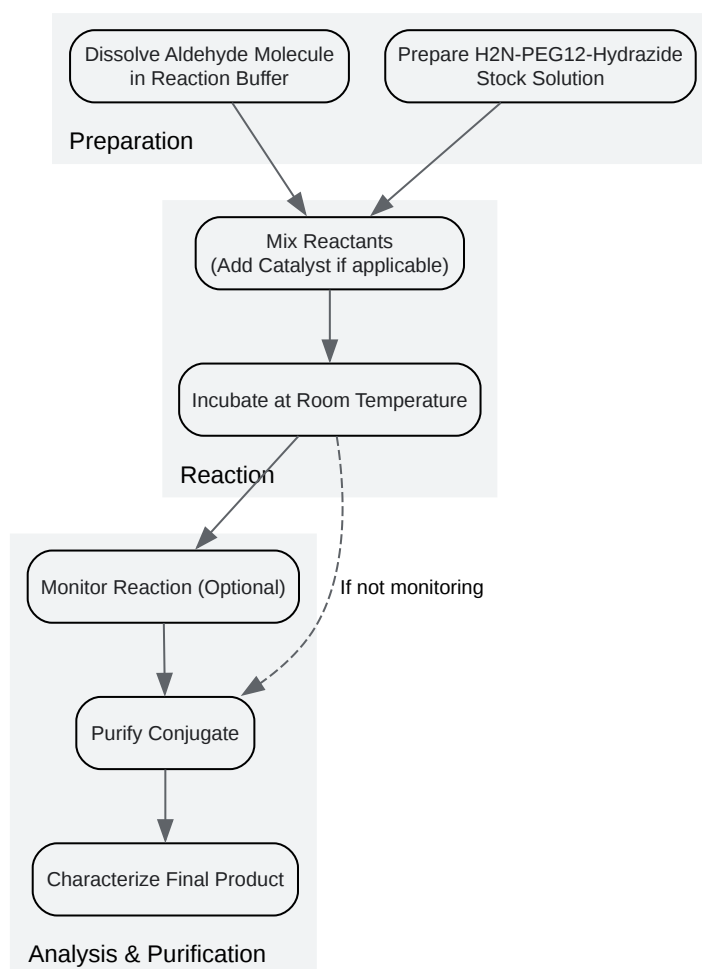 Dissolve Aldehyde Molecule
in Reaction Buffer
Prepare H2N-PEG12-Hydrazide
Stock Solution
Preparation
Mix Reactants
(Add Catalyst if applicable)
Incubate at Room Temperature
Reaction
Monitor Reaction (Optional)
If not monitoring
Purify Conjugate
Characterize Final Product
Analysis & Purification